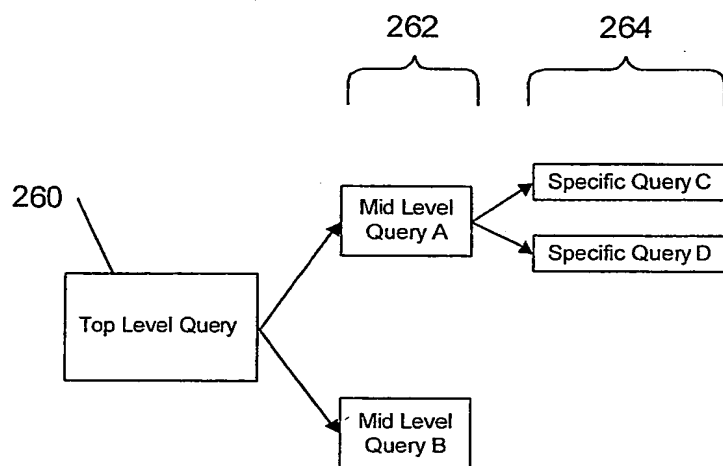 262
264
260
Mid Level
Query A
Specific Query C
Specific Query D
Top Level Query
Mid Level
Query B